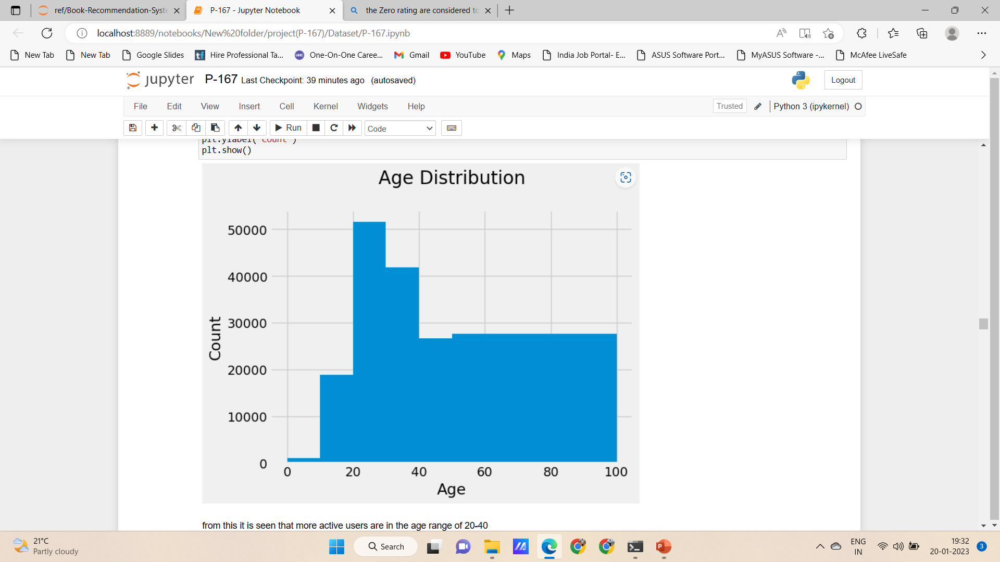 ref/Book-Recommendation-Syste
P-167 - Jupyter Notebook
the Zero rating are considered to
localhost:8889/notebooks/New%20folder/project(P-167)/Dataset/P-167.ipynb
New Tab
New Tab
Google Slides
tf
Hire Professional Ta...
UHC
One-On-One Caree...
Gmail
YouTube
Maps
India Job Portal- E...
ASUS Software Port...
MyASUS Software -...
McAfee LiveSafe
jupyter P-167 Last Checkpoint: 39 minutes ago (autosaved)
Logout
File Edit View Insert Cell Kernel Widgets Help
Trusted
Python 3 (ipykernel)
Run
Code
plt.ylabel('Count')
plt.show()
Age Distribution
50000
40000
30000
20000
10000
0
Count
0 20 40 60 80 100
Age
from this it is seen that more active users are in the age range of 20-40
21°C
Partly cloudy
Search
ENG
IN
19:32
20-01-2023
3